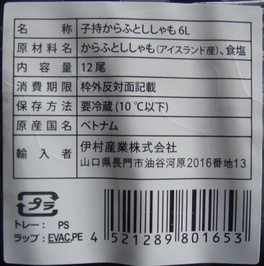 名　称 子持からふとししゃも 6L
原材料名 からふとししゃも(アイスランド産)、食塩
内容量 12尾
消費期限 枠外反対面記載
保存方法 要冷蔵(10℃以下)
原産国名 ベトナム
輸入者 伊村産業株式会社
山口県長門市油谷河原2016番地13
プラ
トレー： PS
ラップ：EVAC,PE
4 521289 801653